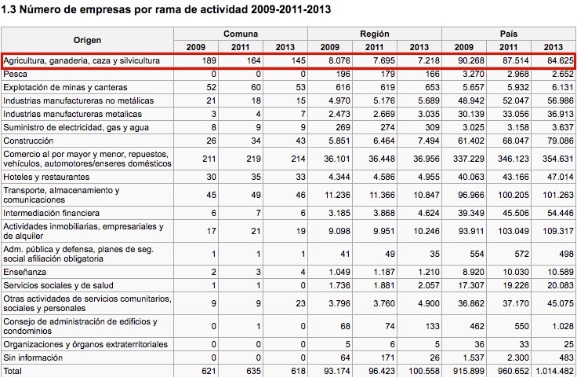 1.3 Número de empresas por rama de actividad 2009-2011-2013
Origen Comuna Región País
2009 2011 2013 2009 2011 2013 2009 2011 2013
Agricultura, ganadería, caza y silvicultura 189 164 145 8.076 7.695 7.218 90.268 87.514 84.625
Pesca 0 0 0 196 179 166 3.270 2.968 2.652
Explotación de minas y canteras 52 60 53 616 619 653 5.657 5.932 6.131
Industrias manufactureras no metálicas 21 18 15 4.970 5.176 5.689 48.942 52.047 56.986
Industrias manufactureras metalicas 3 4 7 2.473 2.669 3.035 30.139 33.056 36.913
Suministro de electricidad, gas y agua 8 9 9 269 274 309 3.025 3.158 3.637
Construcción 26 34 43 5.851 6.464 7.494 61.402 68.047 79.086
Comercio al por mayor y menor, repuestos,
vehículos, automotores/enseres domésticos 211 219 214 36.101 36.448 36.956 337.229 346.123 354.631
Hoteles y restaurantes 30 35 33 4.344 4.586 4.955 40.063 43.166 47.014
Transporte, almacenamiento y
comunicaciones 45 49 46 11.236 11.366 10.847 96.966 100.205 101.263
Intermediación financiera 6 7 6 3.185 3.868 4.624 39.349 45.506 54.446
Actividades inmobiliarias, empresariales y
de alquiler 17 21 19 9.098 9.951 10.246 93.911 103.049 109.317
Adm. pública y defensa, planes de seg.
social afiliación obligatoria 1 1 1 41 49 35 554 572 498
Enseñanza 2 3 4 1.049 1.187 1.210 8.920 10.030 10.589
Servicios sociales y de salud 1 1 0 1.736 1.881 2.057 17.307 19.226 20.083
Otras actividades de servicios comunitarios,
sociales y personales 9 9 23 3.796 3.760 4.900 36.862 37.170 45.075
Consejo de administración de edificios y
condominios 0 1 0 68 74 133 462 550 1.028
Organizaciones y órganos extraterritoriales 0 0 0 5 6 5 36 33 25
Sin información 0 0 0 64 171 26 1.537 2.300 483
Total 621 635 618 93.174 96.423 100.558 915.899 960.652 1.014.482